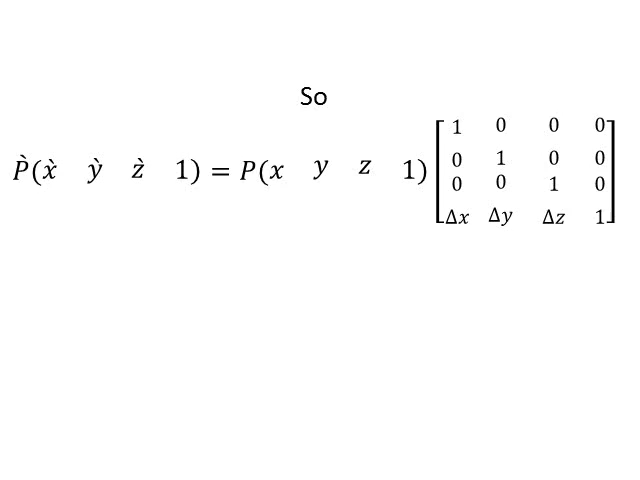 So
P̀(x̀ ỳ z̀ 1) = P(x y z 1) [1 0 0 0
0 1 0 0
0 0 1 0
Δx Δy Δz 1]